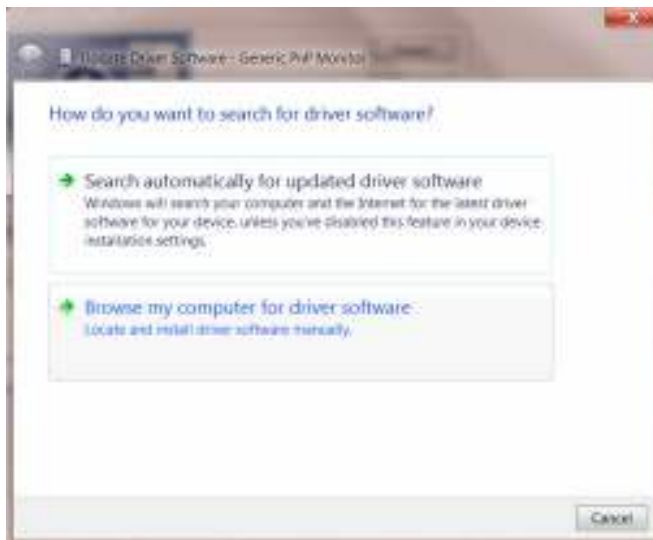 Update Driver Software - Generic PnP Monitor
How do you want to search for driver software?
Search automatically for updated driver software
Windows will search your computer and the Internet for the latest driver
software for your device, unless you've disabled this feature in your device
installation settings.
Browse my computer for driver software
Locate and install driver software manually.
Cancel